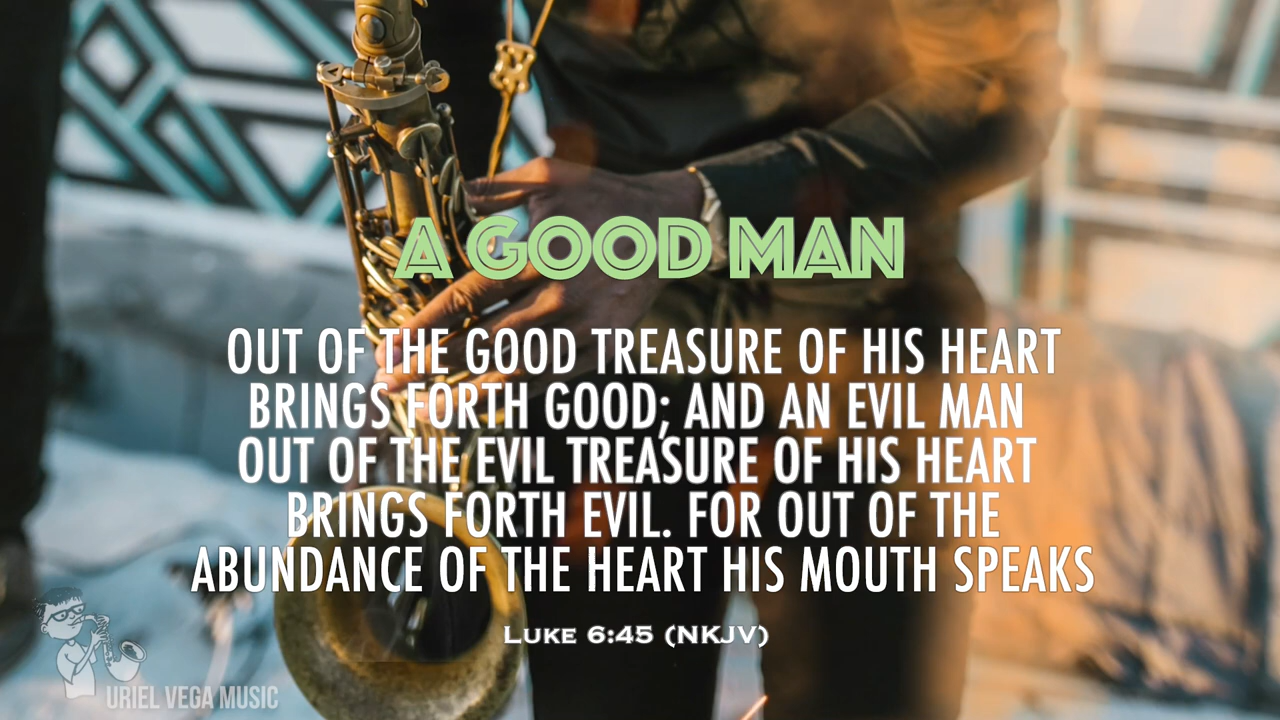 A GOOD MAN
OUT OF THE GOOD TREASURE OF HIS HEART
BRINGS FORTH GOOD; AND AN EVIL MAN
OUT OF THE EVIL TREASURE OF HIS HEART
BRINGS FORTH EVIL. FOR OUT OF THE
ABUNDANCE OF THE HEART HIS MOUTH SPEAKS
Luke 6:45 (NKJV)
URIEL VEGA MUSIC